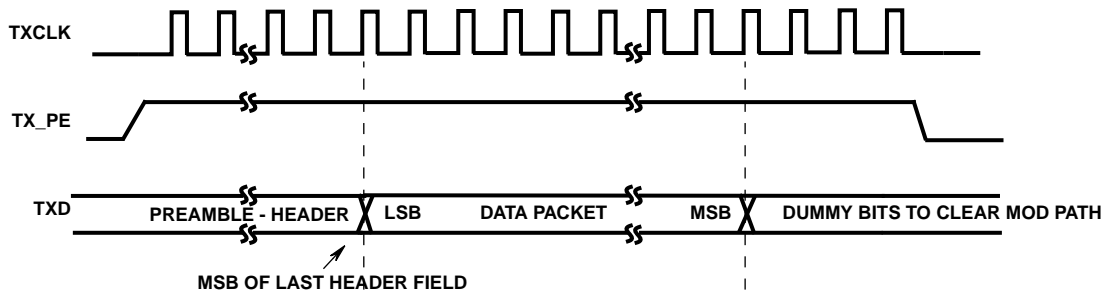 TXCLK
TX_PE
TXD
PREAMBLE - HEADER
LSB
DATA PACKET
MSB
DUMMY BITS TO CLEAR MOD PATH
MSB OF LAST HEADER FIELD